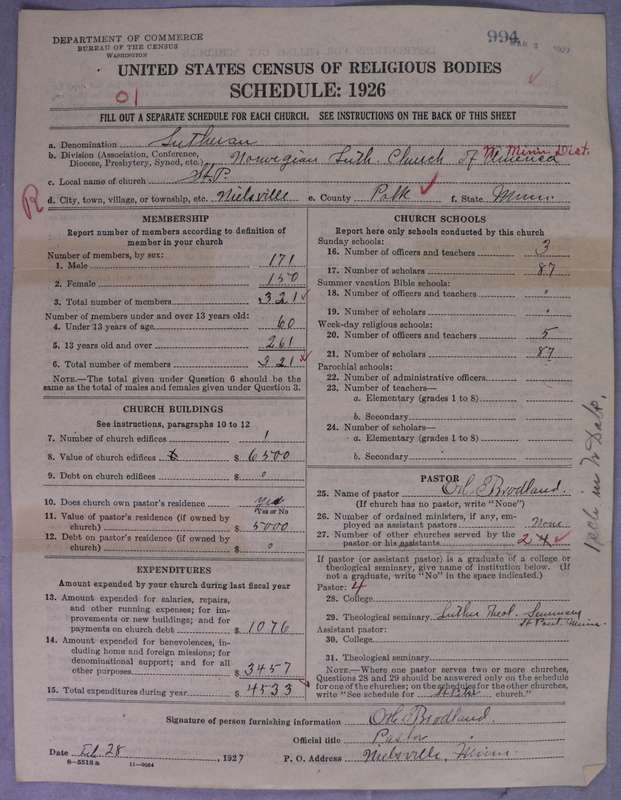 DEPARTMENT OF COMMERCE
BUREAU OF THE CENSUS
WASHINGTON
994
MAR 8 1927
UNITED STATES CENSUS OF RELIGIOUS BODIES
SCHEDULE: 1926
01
FILL OUT A SEPARATE SCHEDULE FOR EACH CHURCH. SEE INSTRUCTIONS ON THE BACK OF THIS SHEET
a. Denomination Lutheran
b. Division (Association, Conference, Diocese, Presbytery, Synod, etc.) Norwegian Luth. Church of America N. Minn. Dist.
c. Local name of church St. P.
R
d. City, town, village, or township, etc. Nielsville e. County Polk f. State Minn.
MEMBERSHIP
Report number of members according to definition of
member in your church
Number of members, by sex:
1. Male 171
2. Female 150
3. Total number of members 321
Number of members under and over 13 years old:
4. Under 13 years of age 60
5. 13 years old and over 261
6. Total number of members 321
NOTE.—The total given under Question 6 should be
same as the total of males and females given under Question 3.
CHURCH BUILDINGS
See instructions, paragraphs 10 to 12
7. Number of church edifices 1
8. Value of church edifices $ 6500
9. Debt on church edifices $ 0
10. Does church own pastor's residence yes
Yes or No
11. Value of pastor's residence (if owned by
church) $ 5000
12. Debt on pastor's residence (if owned by
church) $ 0
EXPENDITURES
Amount expended by your church during last fiscal year
13. Amount expended for salaries, repairs,
and other running expenses; for im-
provements or new buildings; and for
payments on church debt $ 1076
14. Amount expended for benevolences, in-
cluding home and foreign missions; for
denominational support; and for all
other purposes $ 3457
15. Total expenditures during year $ 4533
CHURCH SCHOOLS
Report here only schools conducted by this church
Sunday schools:
16. Number of officers and teachers 3
17. Number of scholars 87
Summer vacation Bible schools:
18. Number of officers and teachers
19. Number of scholars
Week-day religious schools:
20. Number of officers and teachers 5
21. Number of scholars 87
Parochial schools:
22. Number of administrative officers
23. Number of teachers—
a. Elementary (grades 1 to 8)
b. Secondary
24. Number of scholars—
a. Elementary (grades 1 to 8)
b. Secondary
PASTOR
25. Name of pastor E Brodland.
(If church has no pastor, write "None")
26. Number of ordained ministers, if any, em-
ployed as assistant pastors None
27. Number of other churches served by the
pastor or his assistants 2
If pastor (or assistant pastor) is a graduate of a college or
theological seminary, give name of institution below. (If
not a graduate, write "No" in the space indicated.)
Pastor: 4
28. College
29. Theological seminary Luther Theol. Seminary
St Paul, Minn.
Assistant pastor:
30. College
31. Theological seminary
NOTE.—Where one pastor serves two or more churches,
Questions 28 and 29 should be answered only on the schedule
for one of the churches; on the schedules for the other churches,
write "See schedule for church."
1 each in N Dak.
Signature of person furnishing information E Brodland.
Official title Pastor
Date Feb. 28, 1927 P. O. Address Nielsville, Minn.
8—5518a 11—9054